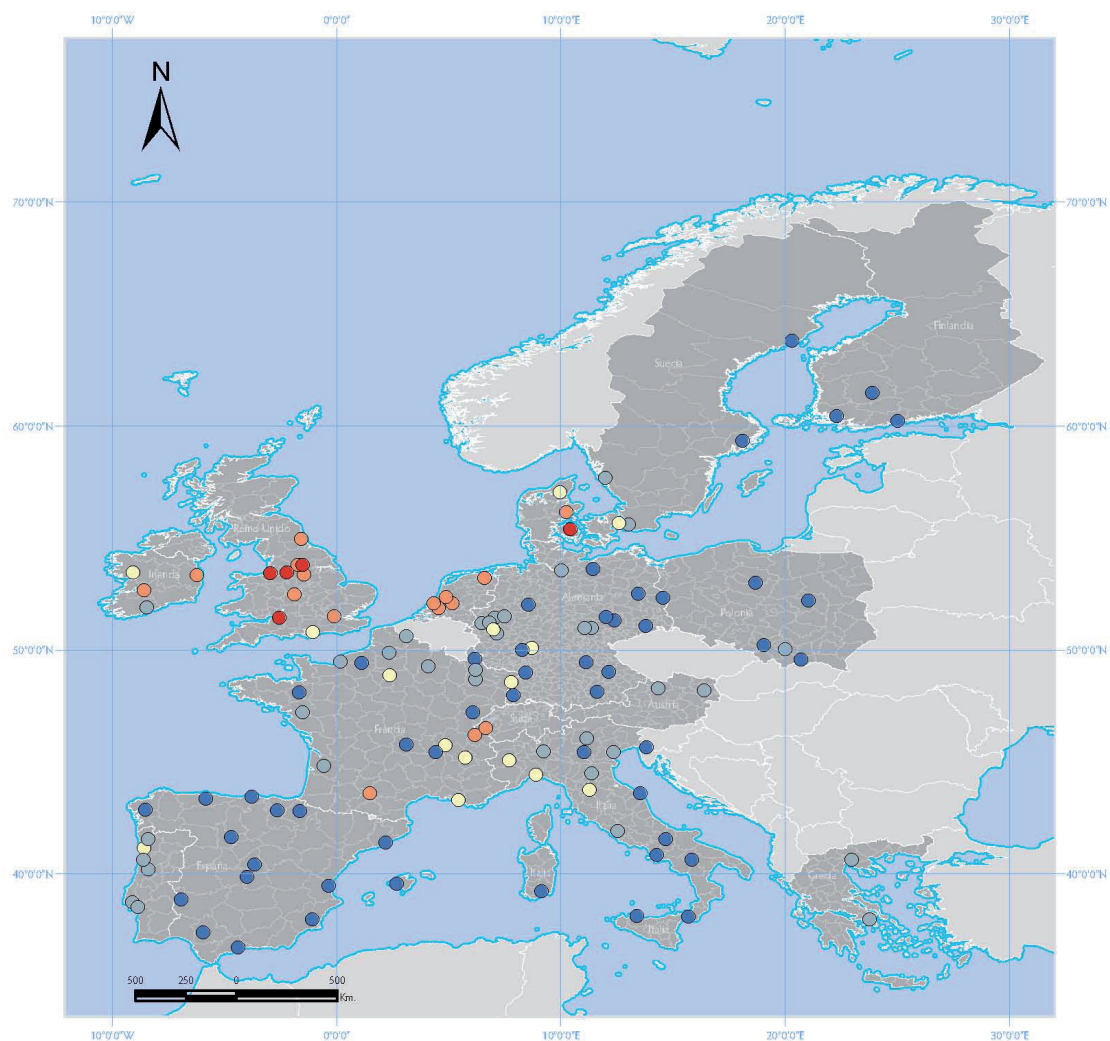 10°0'0"W 0°0'0"E 10°0'0"E 20°0'0"E 30°0'0"E
N
70°0'0"N 70°0'0"N
Finlandia
Suecia
60°0'0"N 60°0'0"N
Reino Unido
Irlanda
Alemania
Polonia
50°0'0"N 50°0'0"N
Austria
Francia
Suiza
Italia
España
40°0'0"N 40°0'0"N
Italia
Grecia
Italia
500 250 0 500
Km.
10°0'0"W 0°0'0"E 10°0'0"E 20°0'0"E 30°0'0"E